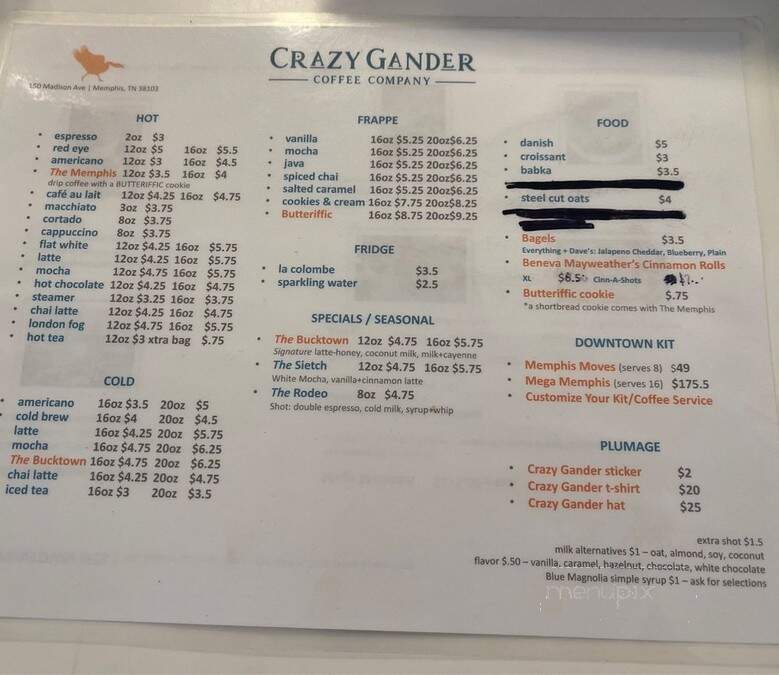 CRAZY GANDER
COFFEE COMPANY
150 Madison Ave | Memphis, TN 38103
HOT
espresso 2oz $3
red eye 12oz $5 16oz $5.5
americano 12oz $3 16oz $4.5
The Memphis 12oz $3.5 16oz $4
drip coffee with a BUTTERIFFIC cookie
café au lait 12oz $4.25 16oz $4.75
macchiato 3oz $3.75
cortado 8oz $3.75
cappuccino 8oz $3.75
flat white 12oz $4.25 16oz $5.75
latte 12oz $4.25 16oz $5.75
mocha 12oz $4.75 16oz $5.75
hot chocolate 12oz $4.25 16oz $4.75
steamer 12oz $3.25 16oz $3.75
chai latte 12oz $4.25 16oz $4.75
london fog 12oz $4.75 16oz $5.75
hot tea 12oz $3 xtra bag $.75
COLD
americano 16oz $3.5 20oz $5
cold brew 16oz $4 20oz $4.5
latte 16oz $4.25 20oz $5.75
mocha 16oz $4.75 20oz $6.25
The Bucktown 16oz $4.75 20oz $6.25
chai latte 16oz $4.25 20oz $4.75
iced tea 16oz $3 20oz $3.5
FRAPPE
vanilla 16oz $5.25 20oz$6.25
mocha 16oz $5.25 20oz$6.25
java 16oz $5.25 20oz$6.25
spiced chai 16oz $5.25 20oz$6.25
salted caramel 16oz $5.25 20oz$6.25
cookies & cream 16oz $7.75 20oz$8.25
Butteriffic 16oz $8.75 20oz$9.25
FRIDGE
la colombe $3.5
sparkling water $2.5
SPECIALS / SEASONAL
The Bucktown 12oz $4.75 16oz $5.75
Signature latte-honey, coconut milk, milk+cayenne
The Sietch 12oz $4.75 16oz $5.75
White Mocha, vanilla+cinnamon latte
The Rodeo 8oz $4.75
Shot: double espresso, cold milk, syrup+whip
FOOD
danish $5
croissant $3
babka $3.5
steel cut oats $4
Bagels $3.5
Everything + Dave's: Jalapeno Cheddar, Blueberry, Plain
Beneva Mayweather's Cinnamon Rolls
XL Cinn-A-Shots
Butteriffic cookie $.75
*a shortbread cookie comes with The Memphis
DOWNTOWN KIT
Memphis Moves (serves 8) $49
Mega Memphis (serves 16) $175.5
Customize Your Kit/Coffee Service
PLUMAGE
Crazy Gander sticker $2
Crazy Gander t-shirt $20
Crazy Gander hat $25
extra shot $1.5
milk alternatives $1 – oat, almond, soy, coconut
flavor $.50 – vanilla, caramel, hazelnut, chocolate, white chocolate
Blue Magnolia simple syrup $1 – ask for selections
menupix